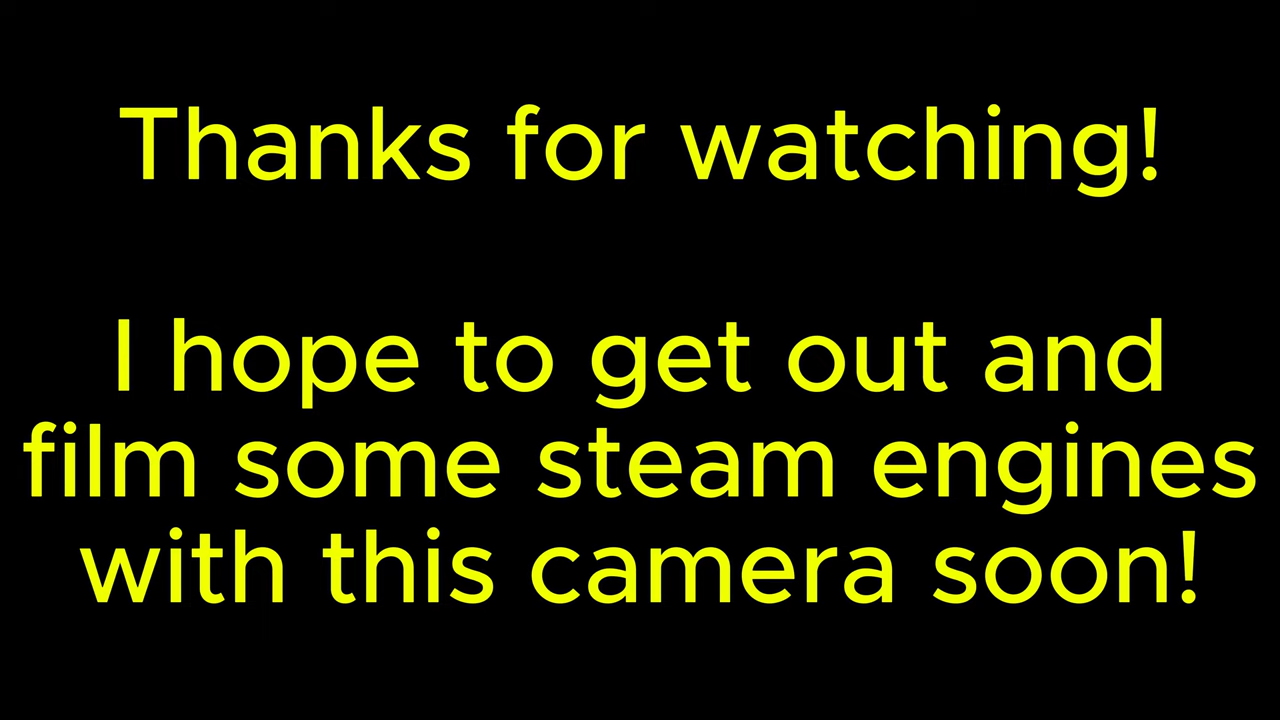 Thanks for watching!
I hope to get out and
film some steam engines
with this camera soon!